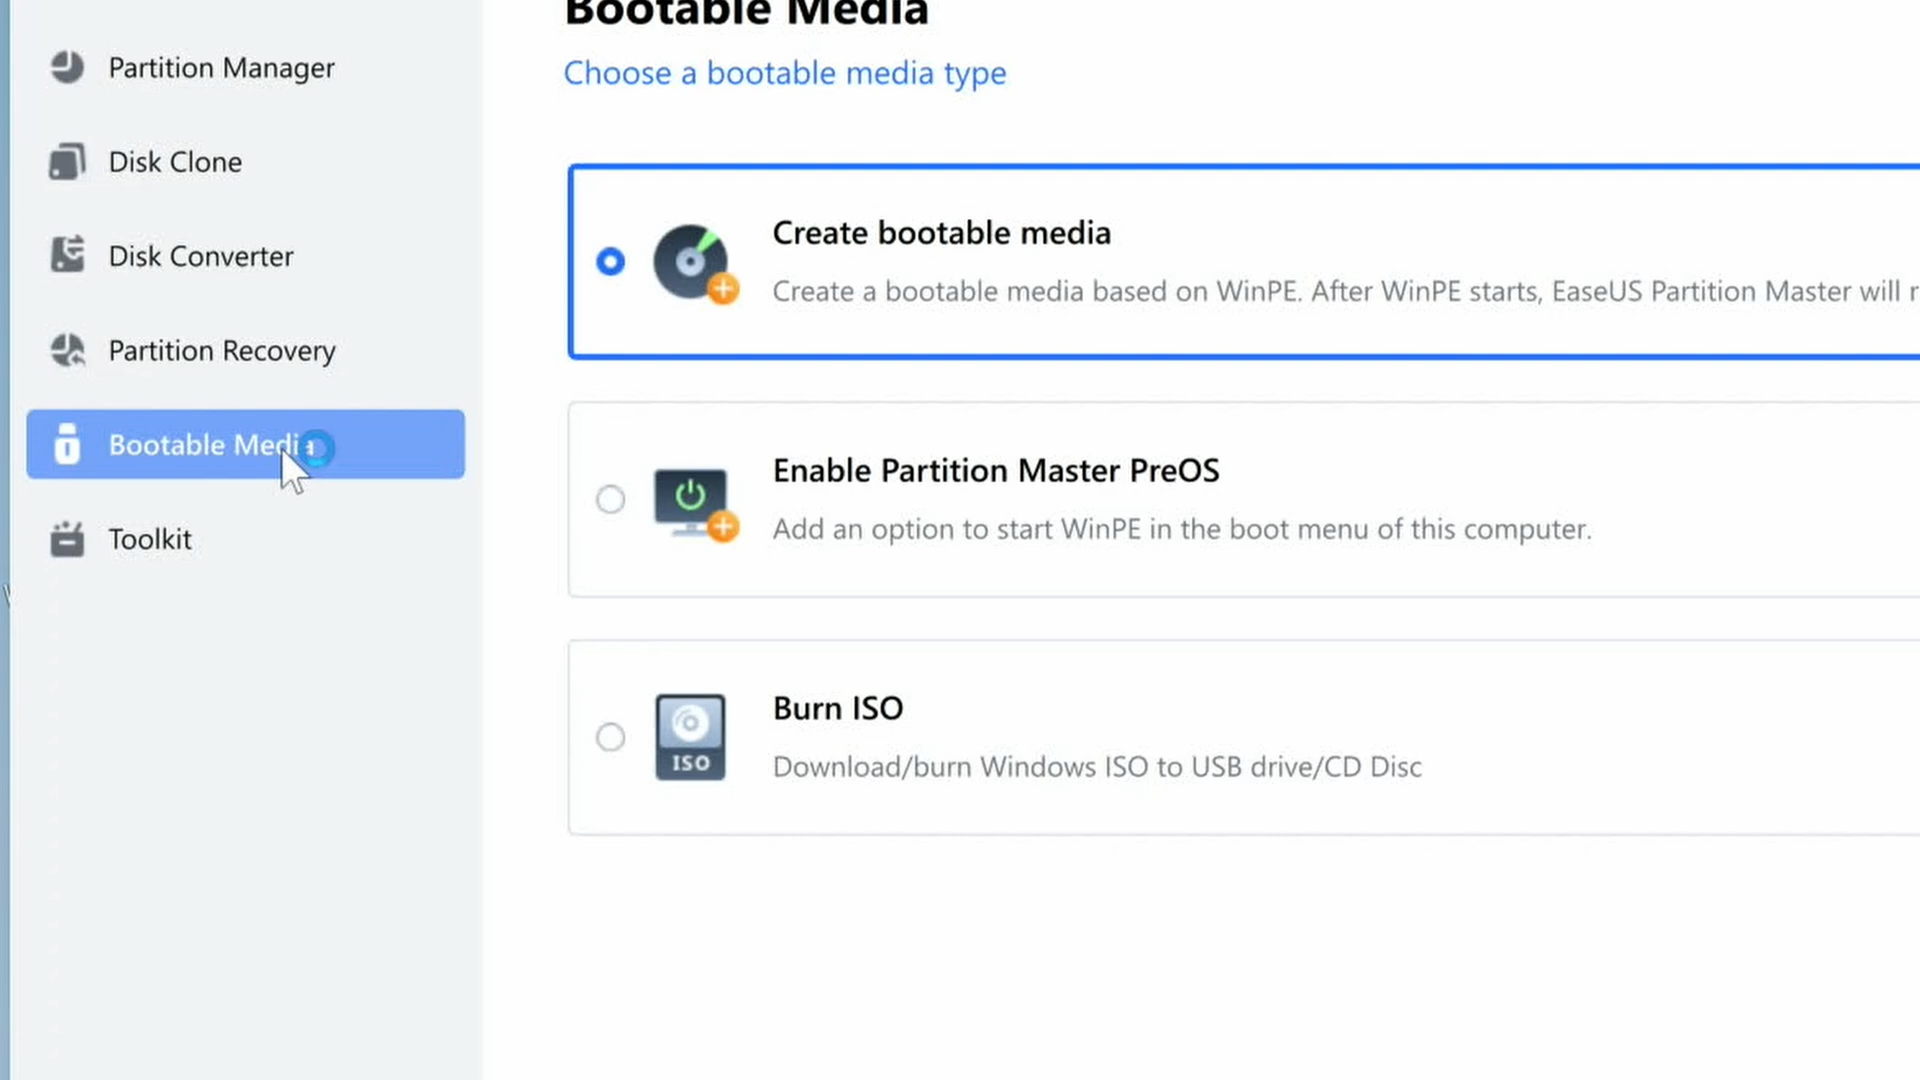 Bootable Media
Choose a bootable media type
Partition Manager
Disk Clone
Disk Converter
Partition Recovery
Bootable Media
Toolkit
Create bootable media
Create a bootable media based on WinPE. After WinPE starts, EaseUS Partition Master will r
Enable Partition Master PreOS
Add an option to start WinPE in the boot menu of this computer.
ISO
Burn ISO
Download/burn Windows ISO to USB drive/CD Disc